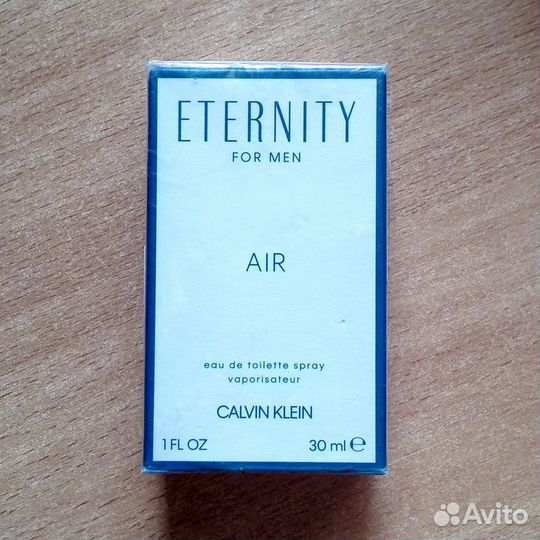 ETERNITY
FOR MEN
AIR
eau de toilette spray
vaporisateur
CALVIN KLEIN
1 FL OZ 30 ml ℮
Avito